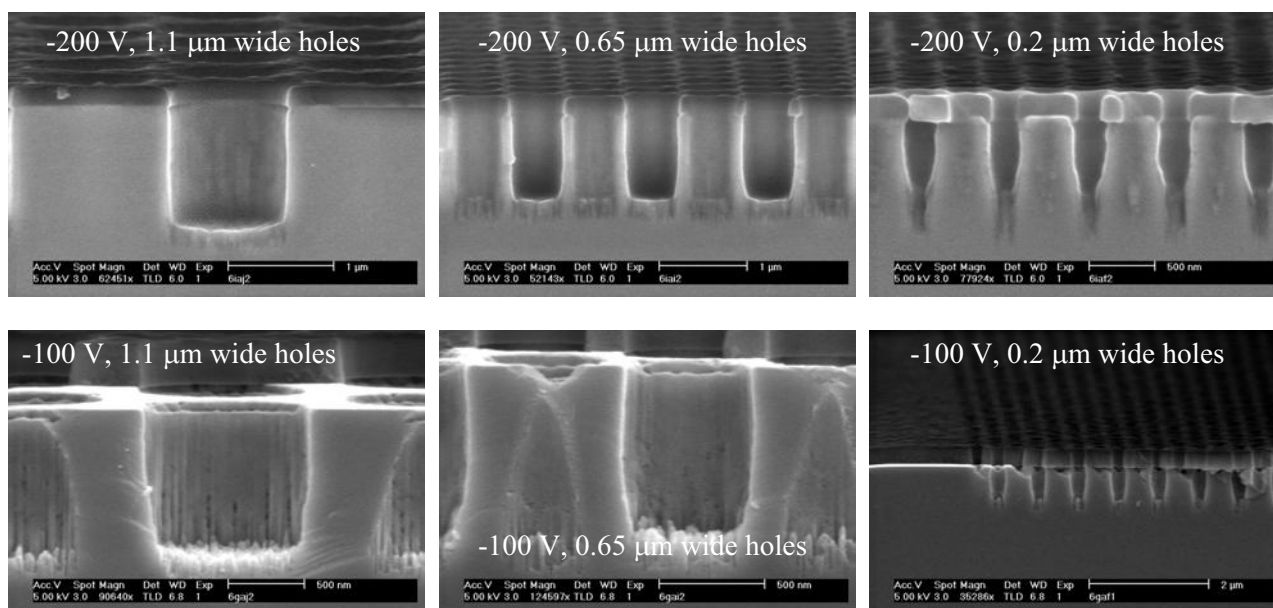 -200 V, 1.1 μm wide holes
Acc.V Spot Magn Det WD Exp 1 μm
5.00 kV 3.0 62451x TLD 6.0 1 6iaj2
-200 V, 0.65 μm wide holes
Acc.V Spot Magn Det WD Exp 1 μm
5.00 kV 3.0 52143x TLD 6.0 1 6iai2
-200 V, 0.2 μm wide holes
Acc.V Spot Magn Det WD Exp 500 nm
5.00 kV 3.0 77924x TLD 6.0 1 6iaf2
-100 V, 1.1 μm wide holes
Acc.V Spot Magn Det WD Exp 500 nm
5.00 kV 3.0 90640x TLD 6.8 1 6gaj2
-100 V, 0.65 μm wide holes
Acc.V Spot Magn Det WD Exp 500 nm
5.00 kV 3.0 124597x TLD 6.8 1 6gai2
-100 V, 0.2 μm wide holes
Acc.V Spot Magn Det WD Exp 2 μm
5.00 kV 3.0 35286x TLD 6.8 1 6gaf1